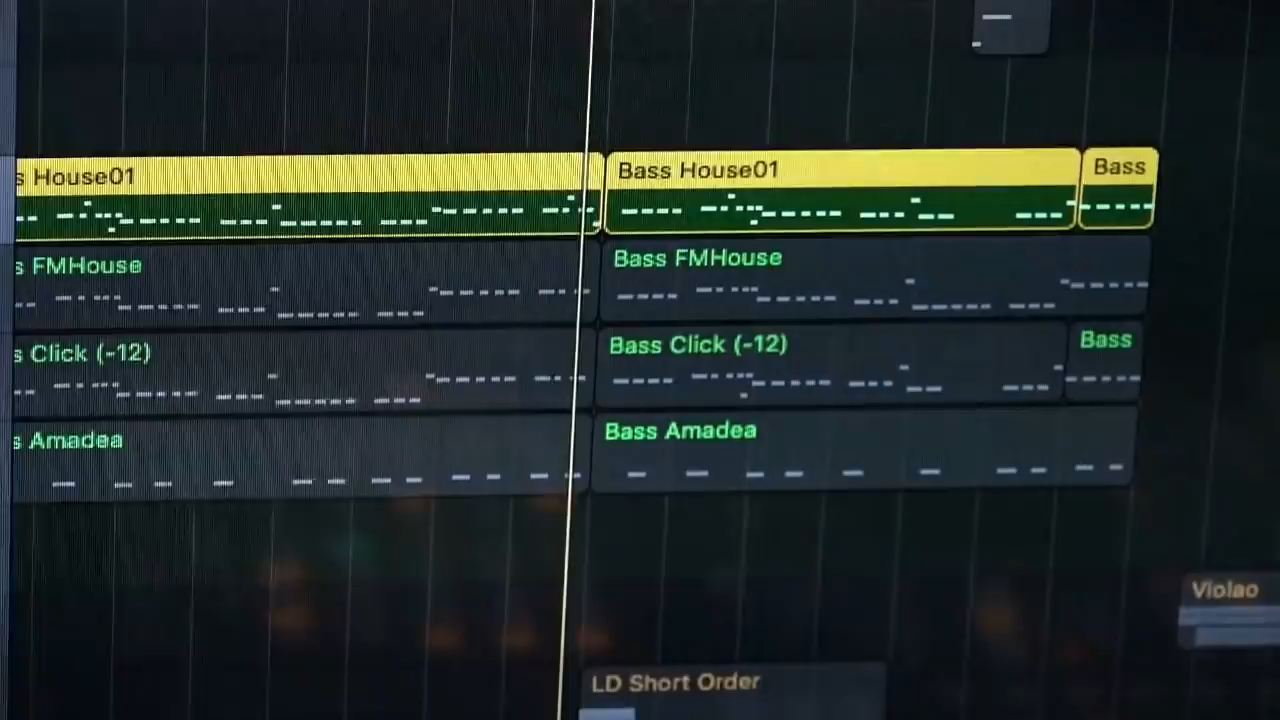 s House01
Bass House01
Bass
s FMHouse
Bass FMHouse
s Click (-12)
Bass Click (-12)
Bass
s Amadea
Bass Amadea
Violao
LD Short Order